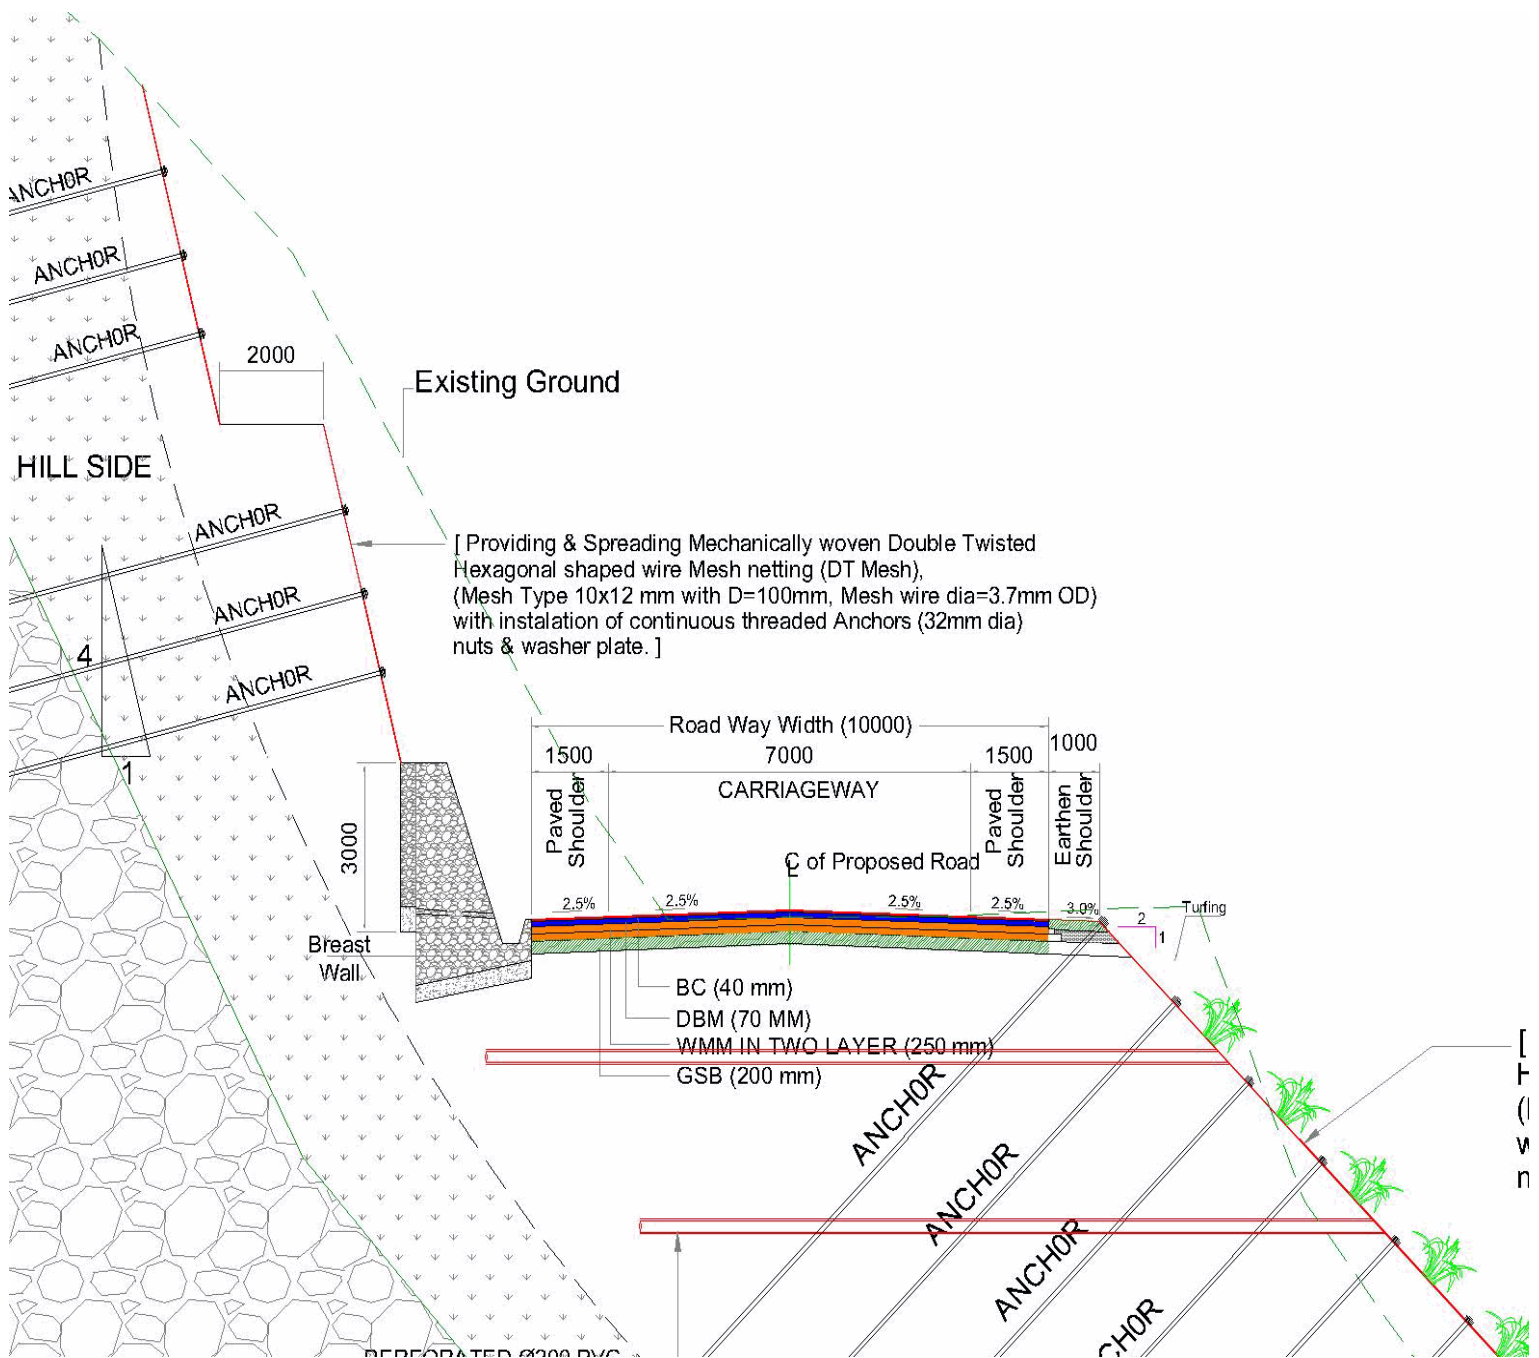 ANCHOR
ANCHOR
ANCHOR
2000
Existing Ground
HILL SIDE
ANCHOR
[ Providing & Spreading Mechanically woven Double Twisted
Hexagonal shaped wire Mesh netting (DT Mesh),
(Mesh Type 10x12 mm with D=100mm, Mesh wire dia=3.7mm OD)
with instalation of continuous threaded Anchors (32mm dia)
nuts & washer plate. ]
ANCHOR
4
ANCHOR
1
Road Way Width (10000)
1500
7000
1500
1000
CARRIAGEWAY
Paved
Shoulder
Paved
Shoulder
Earthen
Shoulder
3000
C of Proposed Road
L
2.5%
2.5%
2.5%
2.5%
3.0%
2
1
Turfing
Breast
Wall
BC (40 mm)
DBM (70 MM)
WMM IN TWO LAYER (250 mm)
GSB (200 mm)
[
H
w
ANCHOR
ANCHOR
ANCHOR
CHOR
PERFORATED Ø200 PVC